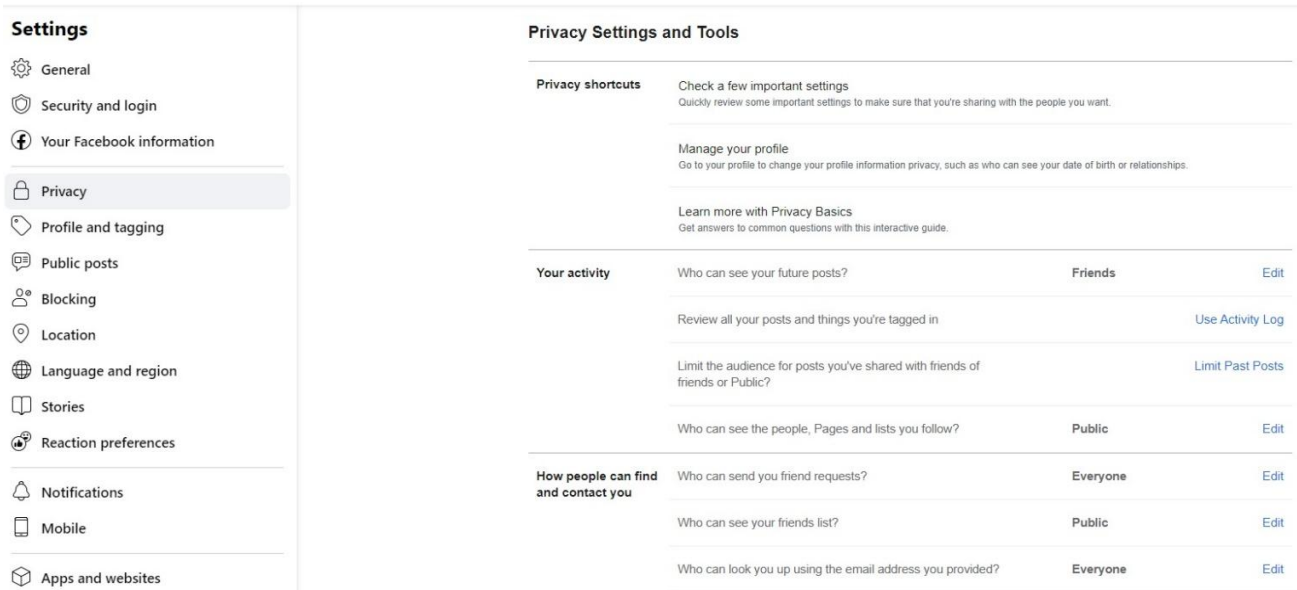 Settings
General
Security and login
Your Facebook information
Privacy
Profile and tagging
Public posts
Blocking
Location
Language and region
Stories
Reaction preferences
Notifications
Mobile
Apps and websites
Privacy Settings and Tools
Privacy shortcuts
Check a few important settings
Quickly review some important settings to make sure that you're sharing with the people you want.
Manage your profile
Go to your profile to change your profile information privacy, such as who can see your date of birth or relationships.
Learn more with Privacy Basics
Get answers to common questions with this interactive guide.
Your activity
Who can see your future posts? Friends Edit
Review all your posts and things you're tagged in Use Activity Log
Limit the audience for posts you've shared with friends of Limit Past Posts
friends or Public?
Who can see the people, Pages and lists you follow? Public Edit
How people can find
and contact you
Who can send you friend requests? Everyone Edit
Who can see your friends list? Public Edit
Who can look you up using the email address you provided? Everyone Edit